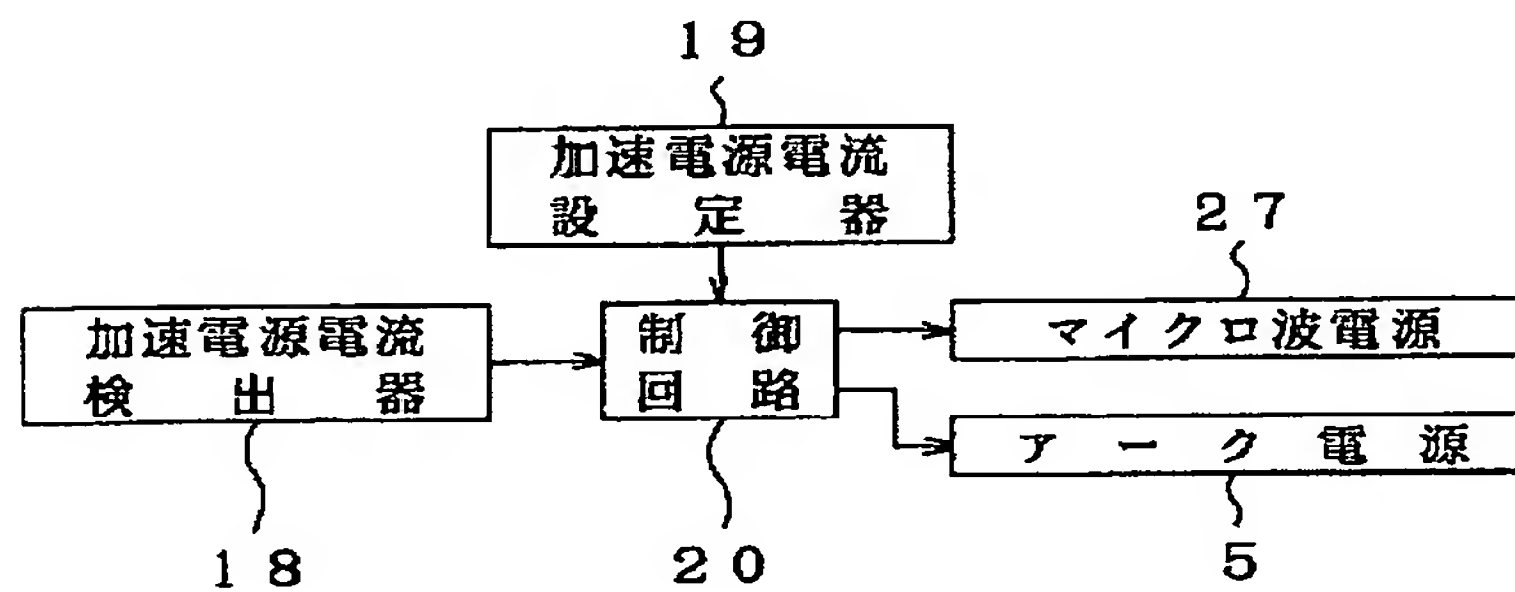 19
加速電源電流
設定器
27
加速電源電流
検出器
制御
回路
マイクロ波電源
アーク電源
18
20
5